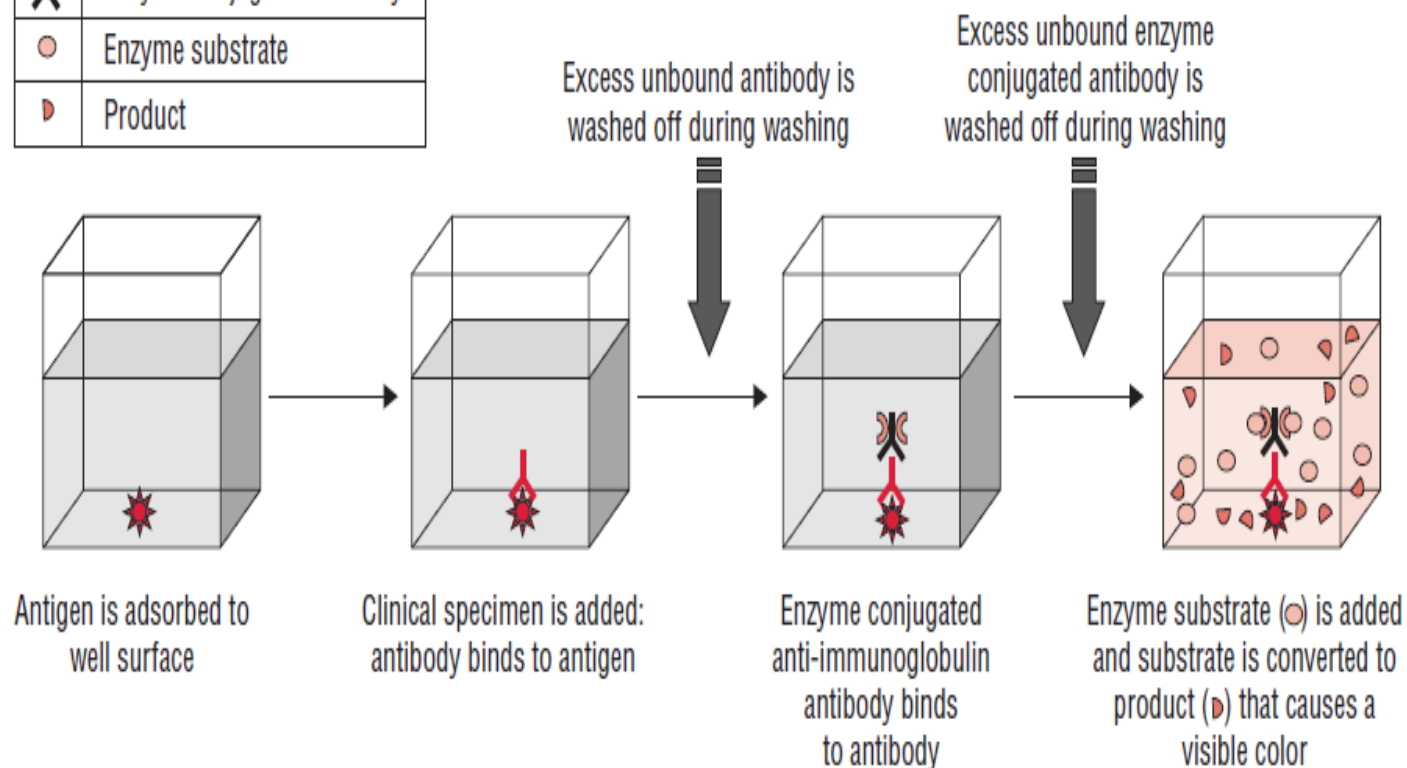 Enzyme substrate
Product
Excess unbound antibody is
washed off during washing
Excess unbound enzyme
conjugated antibody is
washed off during washing
Antigen is adsorbed to
well surface
Clinical specimen is added:
antibody binds to antigen
Enzyme conjugated
anti-immunoglobulin
antibody binds
to antibody
Enzyme substrate () is added
and substrate is converted to
product () that causes a
visible color